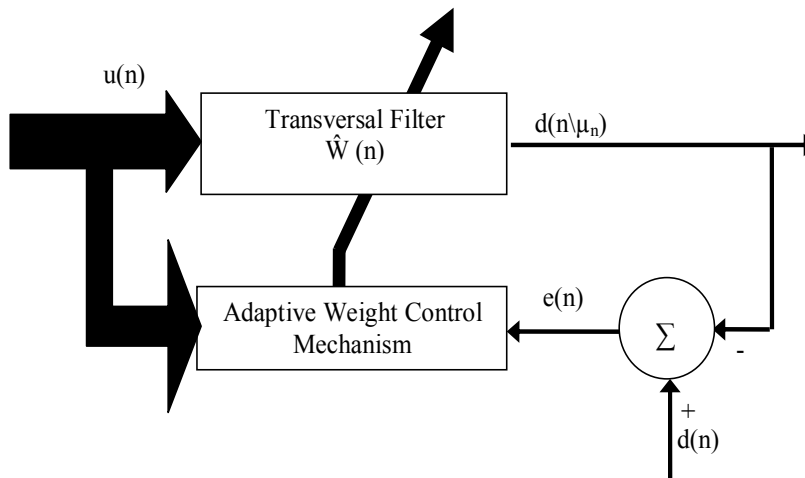 u(n)
Transversal Filter
Ŵ (n)
d(n\μₙ)
Adaptive Weight Control
Mechanism
e(n)
∑
-
+
d(n)